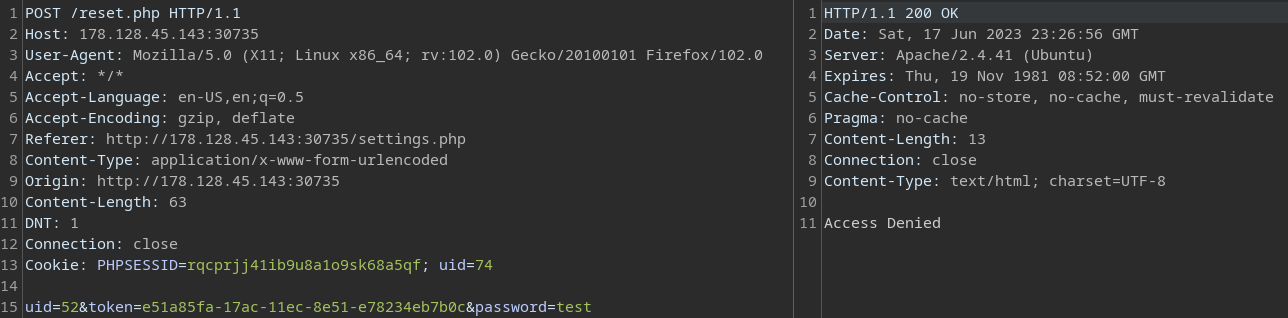 1 POST /reset.php HTTP/1.1
2 Host: 178.128.45.143:30735
3 User-Agent: Mozilla/5.0 (X11; Linux x86_64; rv:102.0) Gecko/20100101 Firefox/102.0
4 Accept: */*
5 Accept-Language: en-US,en;q=0.5
6 Accept-Encoding: gzip, deflate
7 Referer: http://178.128.45.143:30735/settings.php
8 Content-Type: application/x-www-form-urlencoded
9 Origin: http://178.128.45.143:30735
10 Content-Length: 63
11 DNT: 1
12 Connection: close
13 Cookie: PHPSESSID=rqcprjj41ib9u8a1o9sk68a5qf; uid=74
14
15 uid=52&token=e51a85fa-17ac-11ec-8e51-e78234eb7b0c&password=test
1 HTTP/1.1 200 OK
2 Date: Sat, 17 Jun 2023 23:26:56 GMT
3 Server: Apache/2.4.41 (Ubuntu)
4 Expires: Thu, 19 Nov 1981 08:52:00 GMT
5 Cache-Control: no-store, no-cache, must-revalidate
6 Pragma: no-cache
7 Content-Length: 13
8 Connection: close
9 Content-Type: text/html; charset=UTF-8
10
11 Access Denied